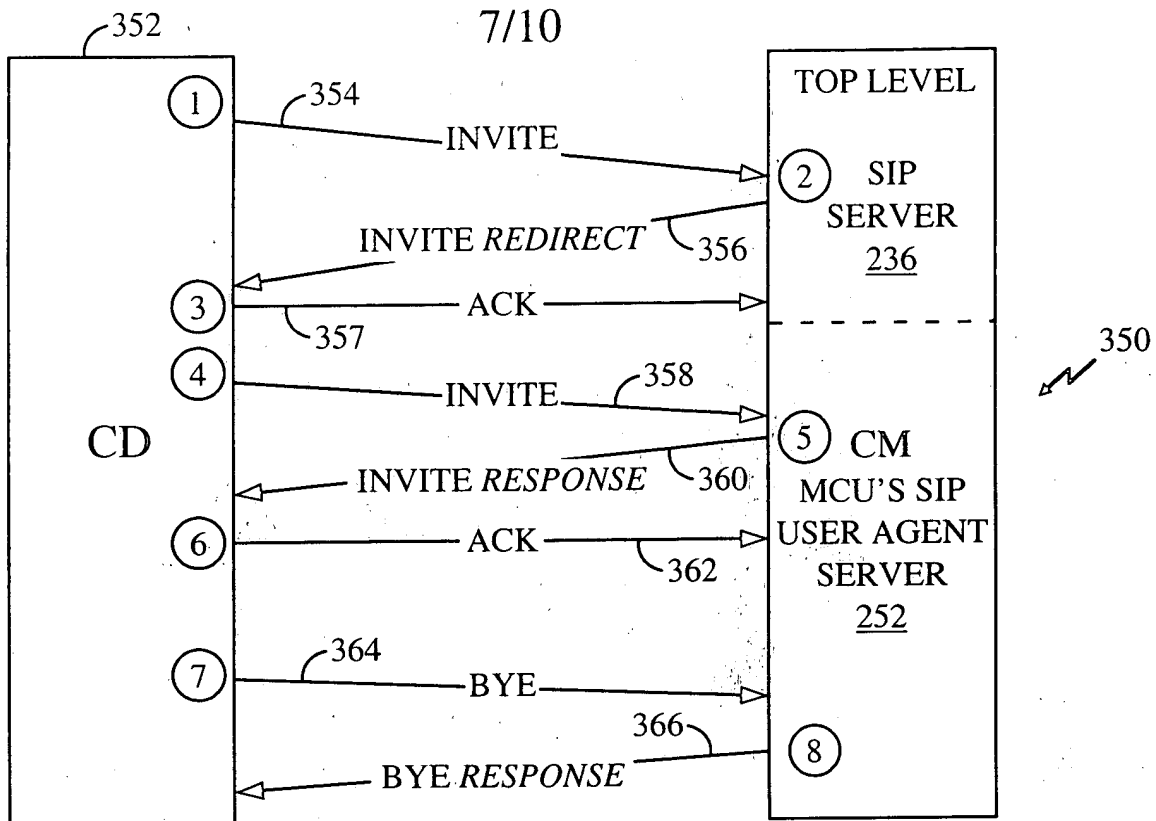 7/10
352
TOP LEVEL
1
354
INVITE
2
SIP
SERVER
236
INVITE REDIRECT
356
3
ACK
357
350
4
358
INVITE
CD
5
CM
INVITE RESPONSE
360
MCU'S SIP
USER AGENT
SERVER
252
6
ACK
362
7
364
BYE
366
8
BYE RESPONSE